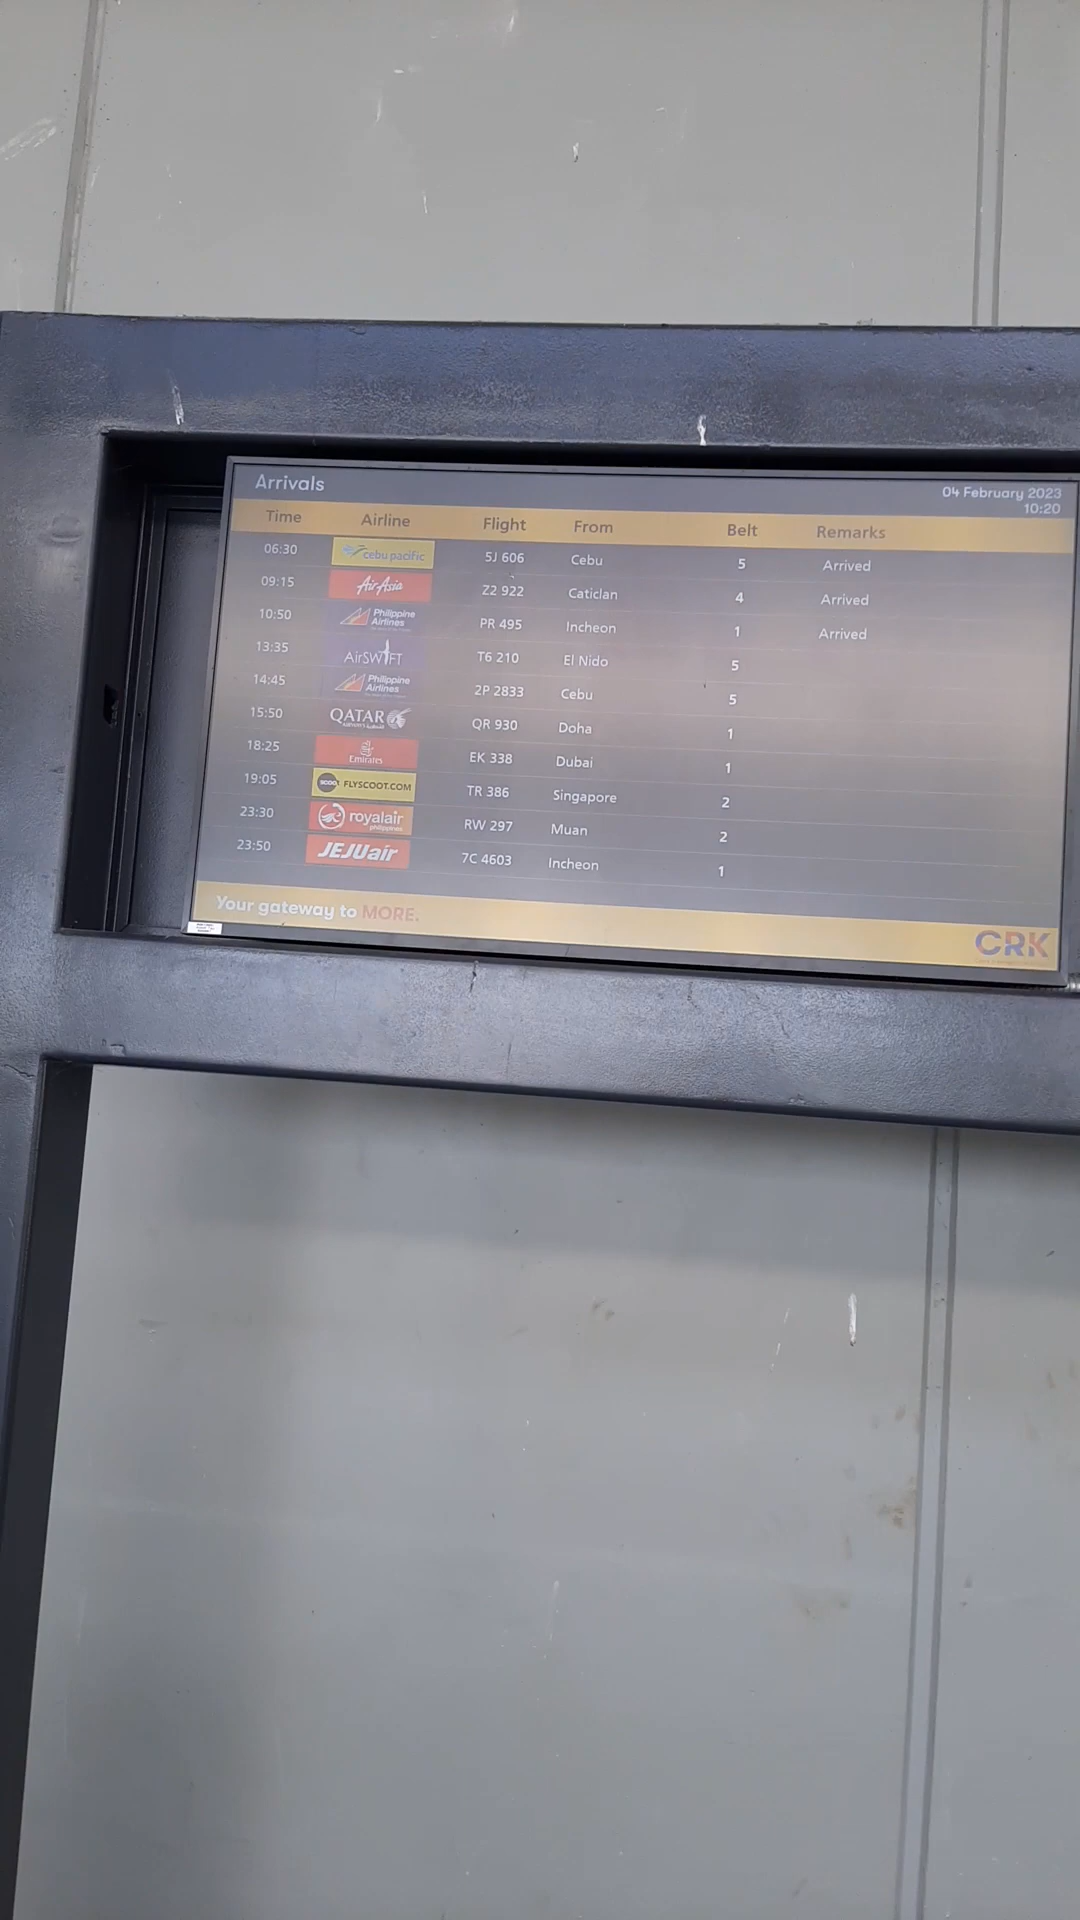 Arrivals
04 February 2023
10:20
Time Airline Flight From Belt Remarks
06:30 cebu pacific 5J 606 Cebu 5 Arrived
09:15 AirAsia Z2 922 Caticlan 4 Arrived
10:50 Philippine Airlines PR 495 Incheon 1 Arrived
13:35 AirSWIFT T6 210 El Nido 5
14:45 Philippine Airlines 2P 2833 Cebu 5
15:50 QATAR QR 930 Doha 1
18:25 Emirates EK 338 Dubai 1
19:05 scoot FLYSCOOT.COM TR 386 Singapore 2
23:30 royalair philippines RW 297 Muan 2
23:50 JEJUair 7C 4603 Incheon 1
Your gateway to MORE.
CRK